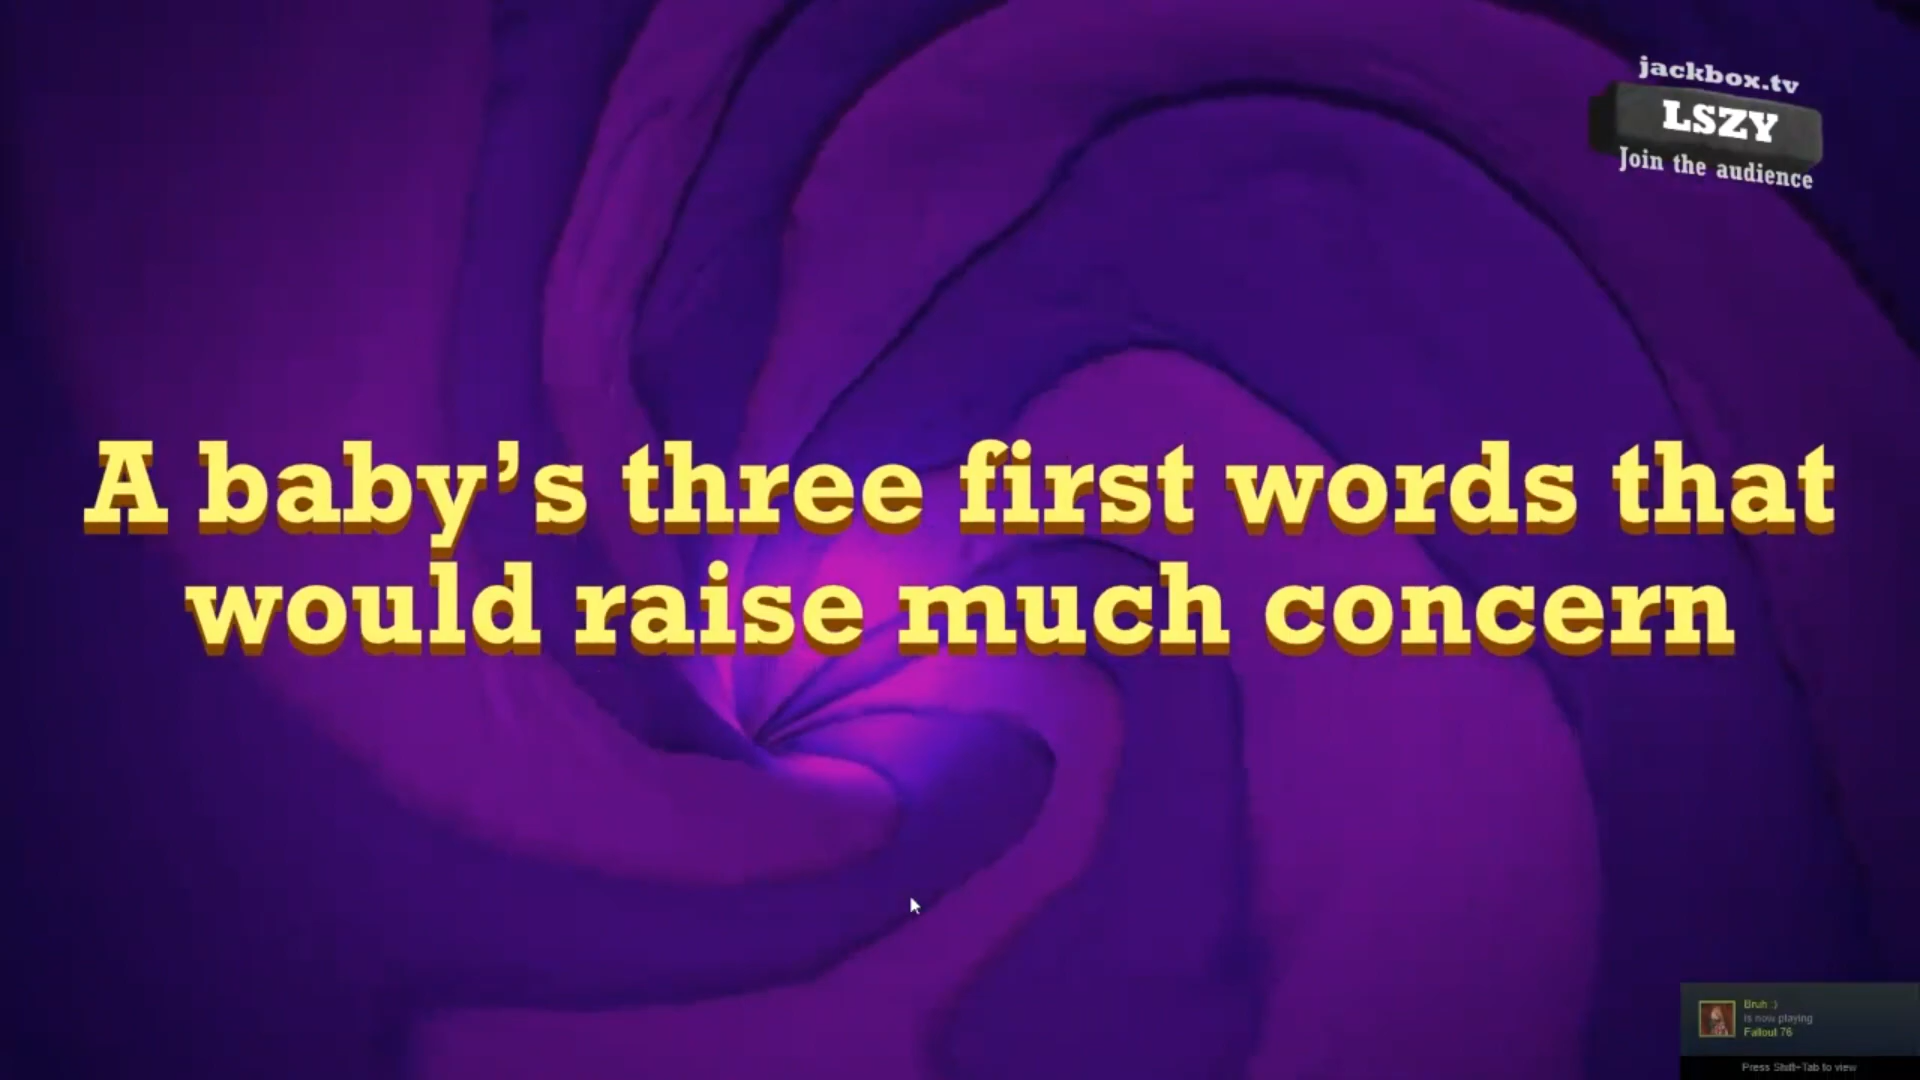 jackbox.tv
LSZY
Join the audience
A baby's three first words that
would raise much concern
Bruh :)
is now playing
Fallout 76
Press Shift+Tab to view